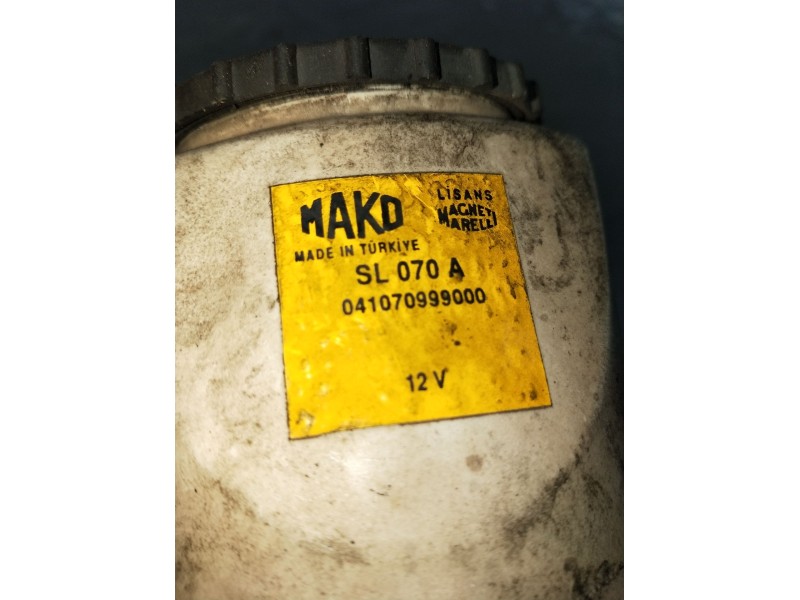 MAKO
LİSANS
MAGNETI
MARELLI
MADE IN TÜRKİYE
SL 070 A
041070999000
12 V